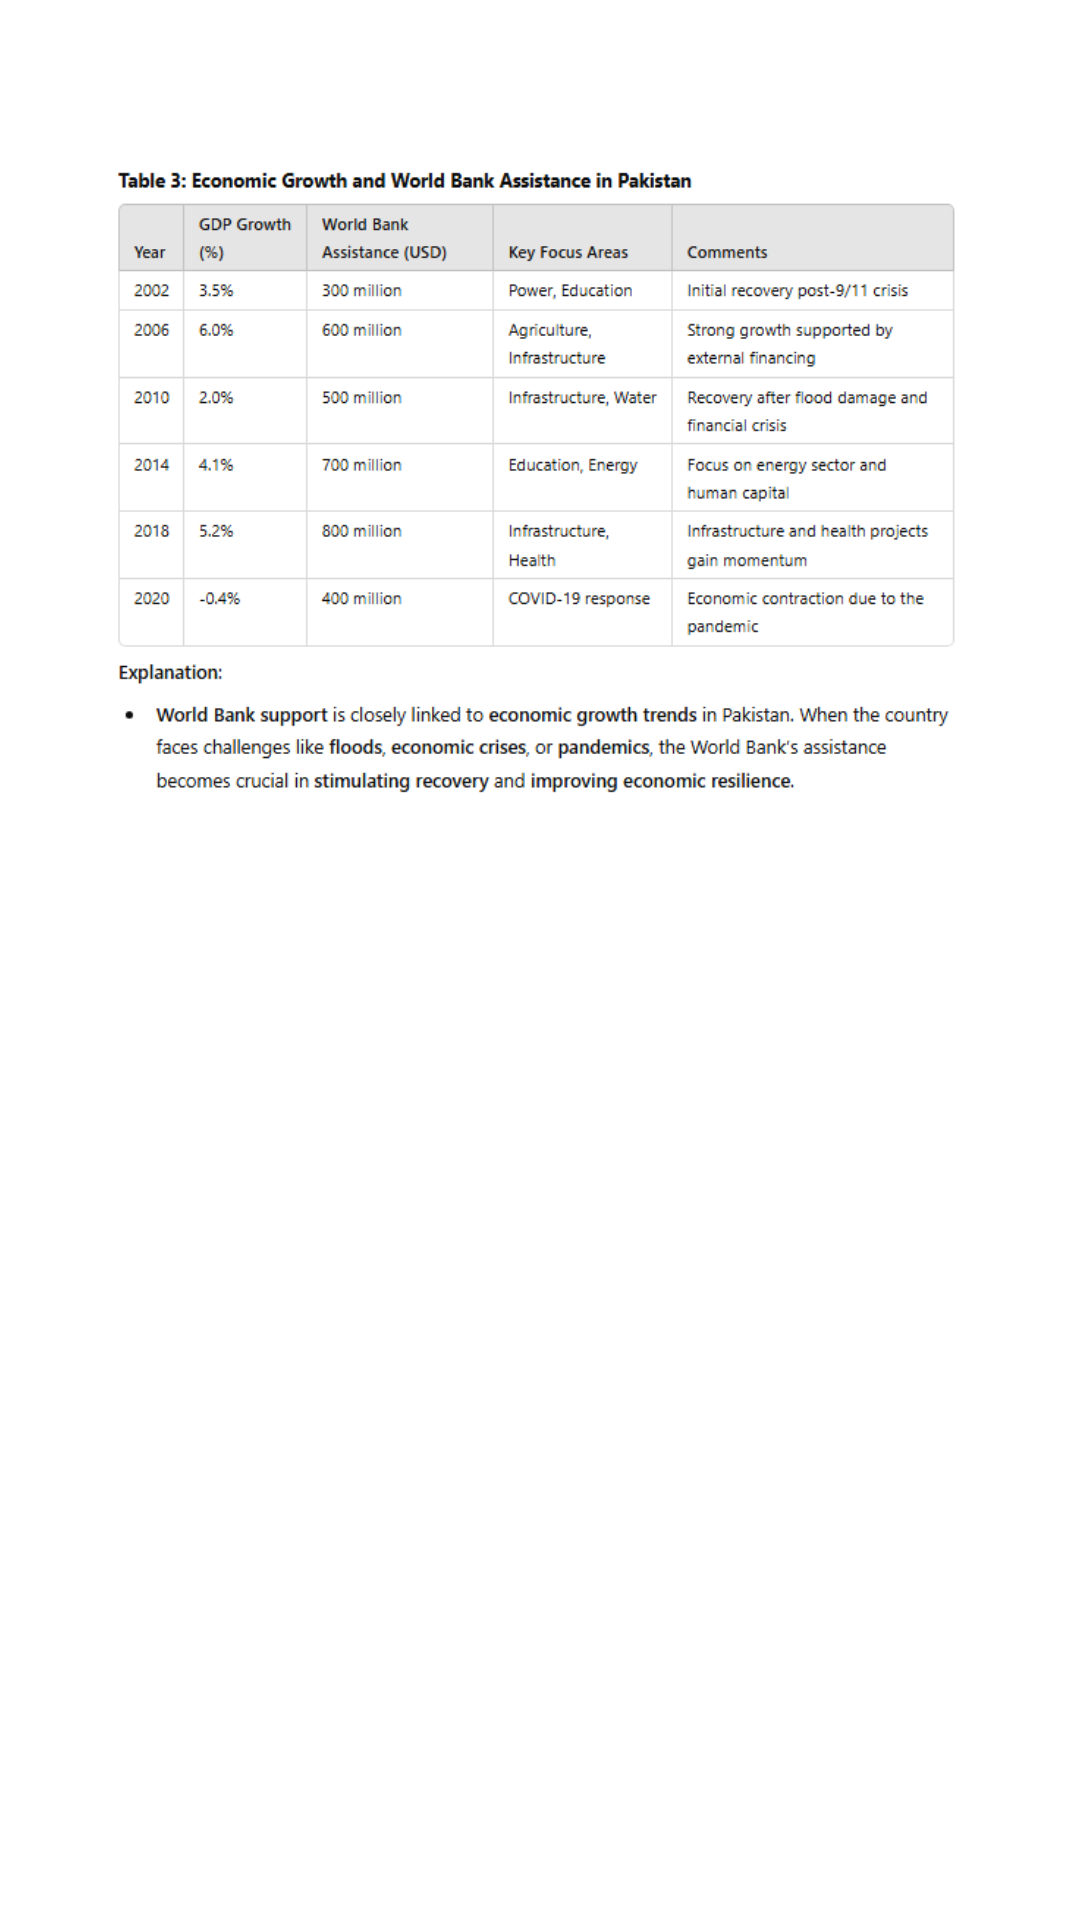 Table 3: Economic Growth and World Bank Assistance in Pakistan
GDP Growth World Bank
Year (%) Assistance (USD) Key Focus Areas Comments
2002 3.5% 300 million Power, Education Initial recovery post-9/11 crisis
2006 6.0% 600 million Agriculture, Strong growth supported by
Infrastructure external financing
2010 2.0% 500 million Infrastructure, Water Recovery after flood damage and
financial crisis
2014 4.1% 700 million Education, Energy Focus on energy sector and
human capital
2018 5.2% 800 million Infrastructure, Infrastructure and health projects
Health gain momentum
2020 -0.4% 400 million COVID-19 response Economic contraction due to the
pandemic
Explanation:
• World Bank support is closely linked to economic growth trends in Pakistan. When the country
faces challenges like floods, economic crises, or pandemics, the World Bank's assistance
becomes crucial in stimulating recovery and improving economic resilience.